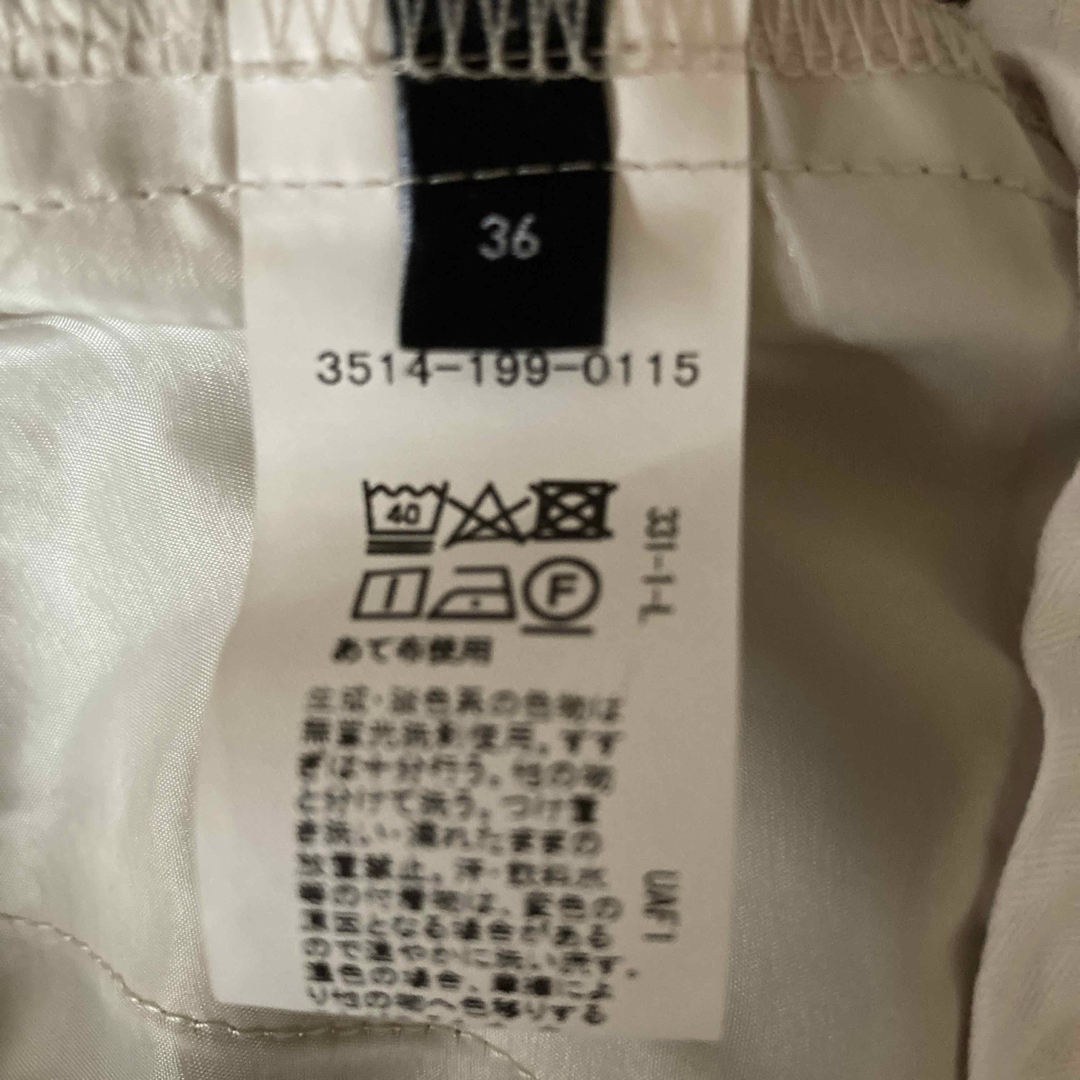 36
3514-199-0115
40
F
331-1-L
あて布使用
生成・淡色系の色物は
無蛍光洗剤使用。すす
ぎは十分行う。他の物
と分けて洗う。つけ置
き洗い・濡れたままの
放置禁止。汗・飲料水
等の付着物は、変色の
原因となる場合がある
ので速やかに洗い流す。
濃色の場合、摩擦によ
り他の物へ色移りする
UAF1